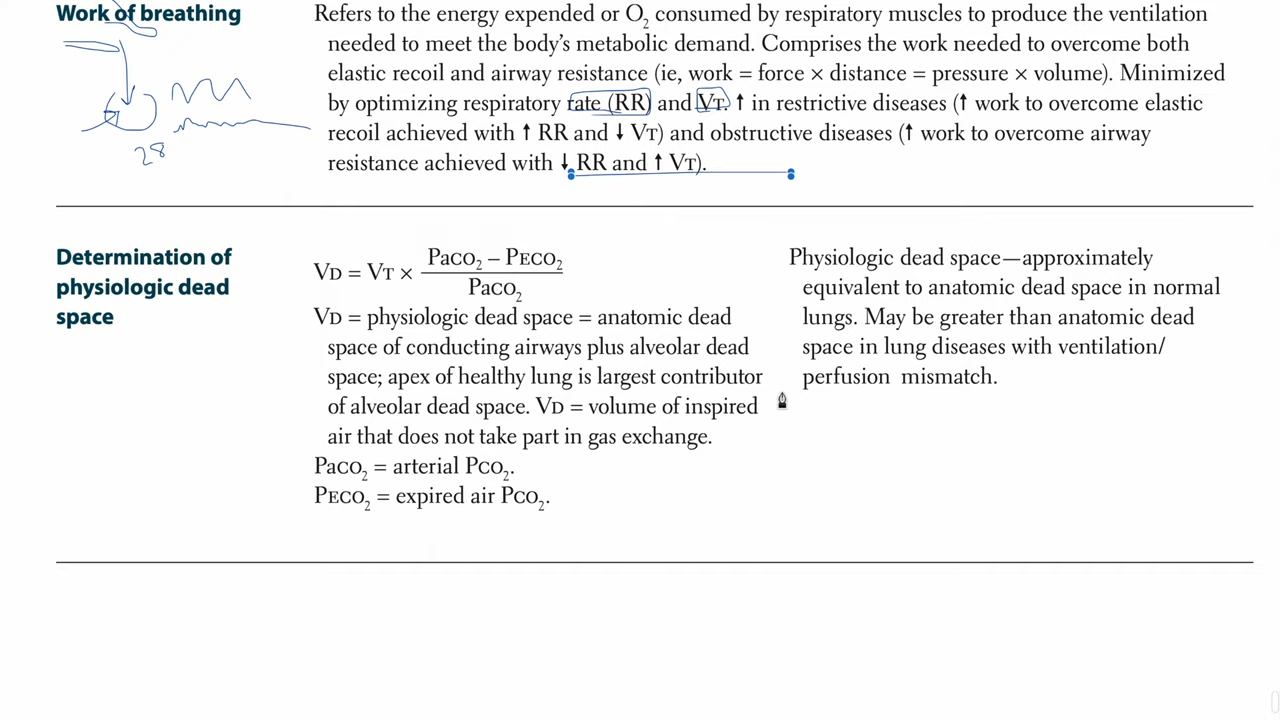 Work of breathing
Refers to the energy expended or O2 consumed by respiratory muscles to produce the ventilation
needed to meet the body's metabolic demand. Comprises the work needed to overcome both
elastic recoil and airway resistance (ie, work = force × distance = pressure × volume). Minimized
by optimizing respiratory rate (RR) and VT. ↑ in restrictive diseases (↑ work to overcome elastic
recoil achieved with ↑ RR and ↓ VT) and obstructive diseases (↑ work to overcome airway
resistance achieved with ↓ RR and ↑ VT).
28
Determination of
physiologic dead
space
VD = VT × PaCO2 – PECO2
PaCO2
VD = physiologic dead space = anatomic dead
space of conducting airways plus alveolar dead
space; apex of healthy lung is largest contributor
of alveolar dead space. VD = volume of inspired
air that does not take part in gas exchange.
PaCO2 = arterial PCO2.
PECO2 = expired air PCO2.
Physiologic dead space—approximately
equivalent to anatomic dead space in normal
lungs. May be greater than anatomic dead
space in lung diseases with ventilation/
perfusion mismatch.